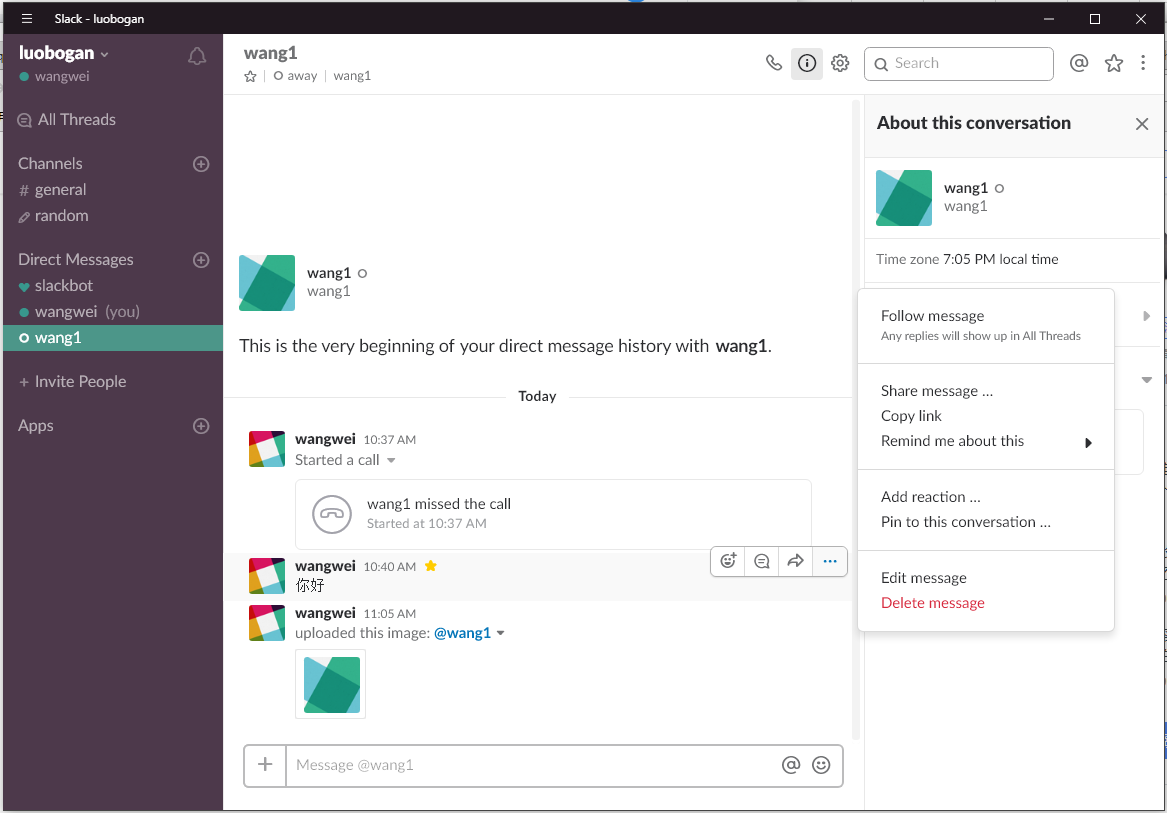 Slack - luobogan
luobogan
wangwei
All Threads
Channels
# general
random
Direct Messages
slackbot
wangwei (you)
wang1
+ Invite People
Apps
wang1
away
wang1
Search
wang1
wang1
This is the very beginning of your direct message history with wang1.
Today
wangwei 10:37 AM
Started a call
wang1 missed the call
Started at 10:37 AM
wangwei 10:40 AM
你好
wangwei 11:05 AM
uploaded this image: @wang1
Message @wang1
About this conversation
wang1
wang1
Time zone 7:05 PM local time
Follow message
Any replies will show up in All Threads
Share message ...
Copy link
Remind me about this
Add reaction ...
Pin to this conversation ...
Edit message
Delete message